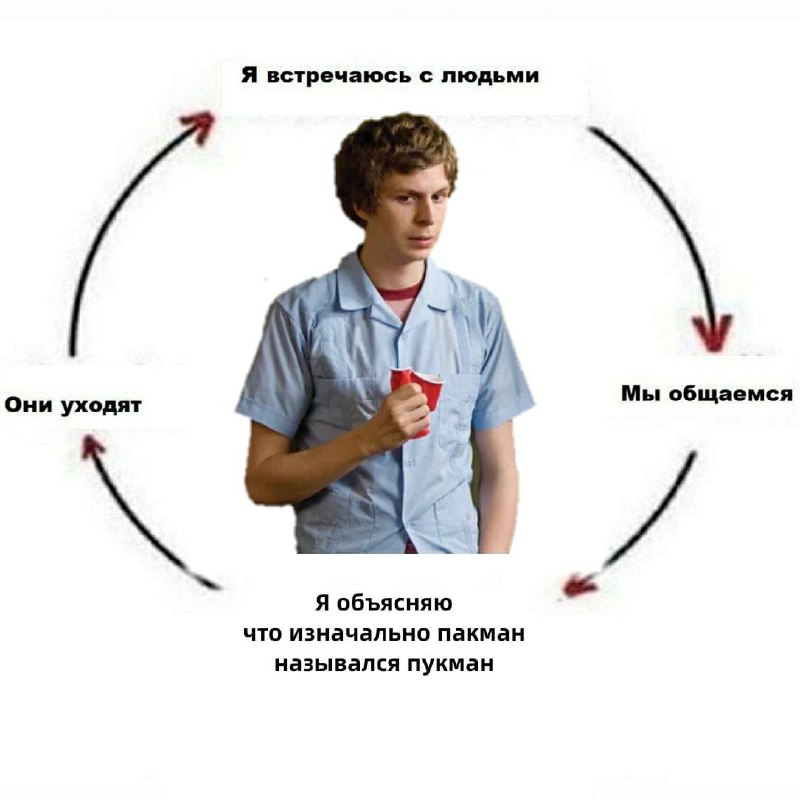 Я встречаюсь с людьми
Мы общаемся
Я объясняю
что изначально пакман
назывался пукман
Они уходят